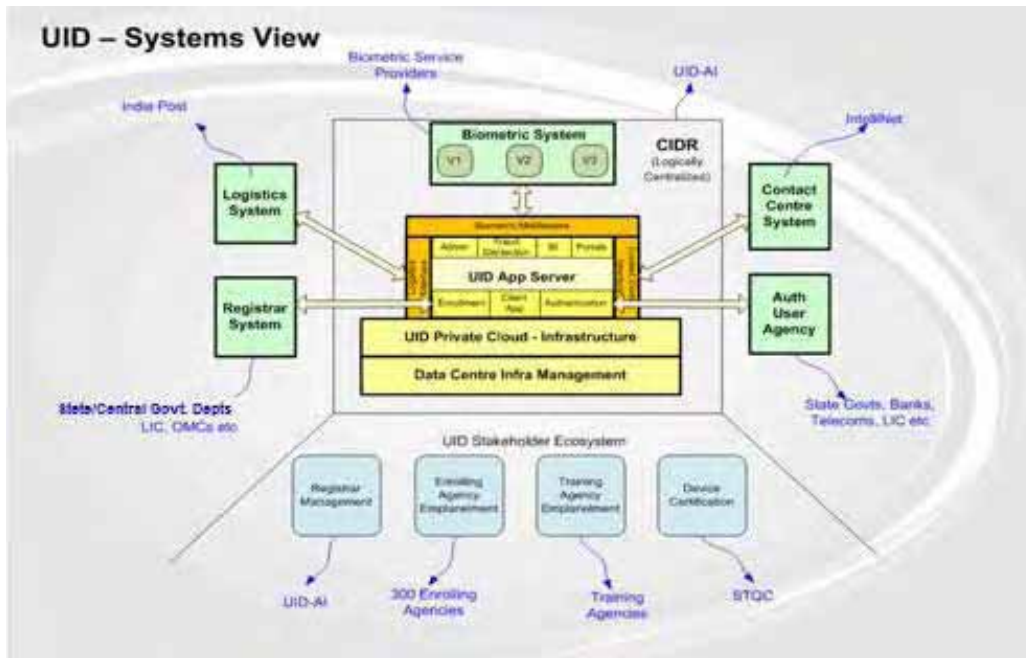 UID – Systems View
Biometric Service
Providers
UID-AI
India Post
IntelliNet
Biometric System
V1
V2
V3
CIDR
(Logically
Centralized)
Logistics
System
Contact
Centre
System
Biometric Middleware
Admin
Fraud
Detection
BI
Portals
UID App Server
Enrollment
Client
App
Authentication
Registrar
System
Auth
User
Agency
UID Private Cloud - Infrastructure
Data Centre Infra Management
State/Central Govt. Depts
LIC, OMCs etc
State Govts, Banks,
Telecoms, LIC etc
UID Stakeholder Ecosystem
Registrar
Management
Enrolling
Agency
Empanelment
Training
Agency
Empanelment
Device
Certification
UID-AI
300 Enrolling
Agencies
Training
Agencies
STQC